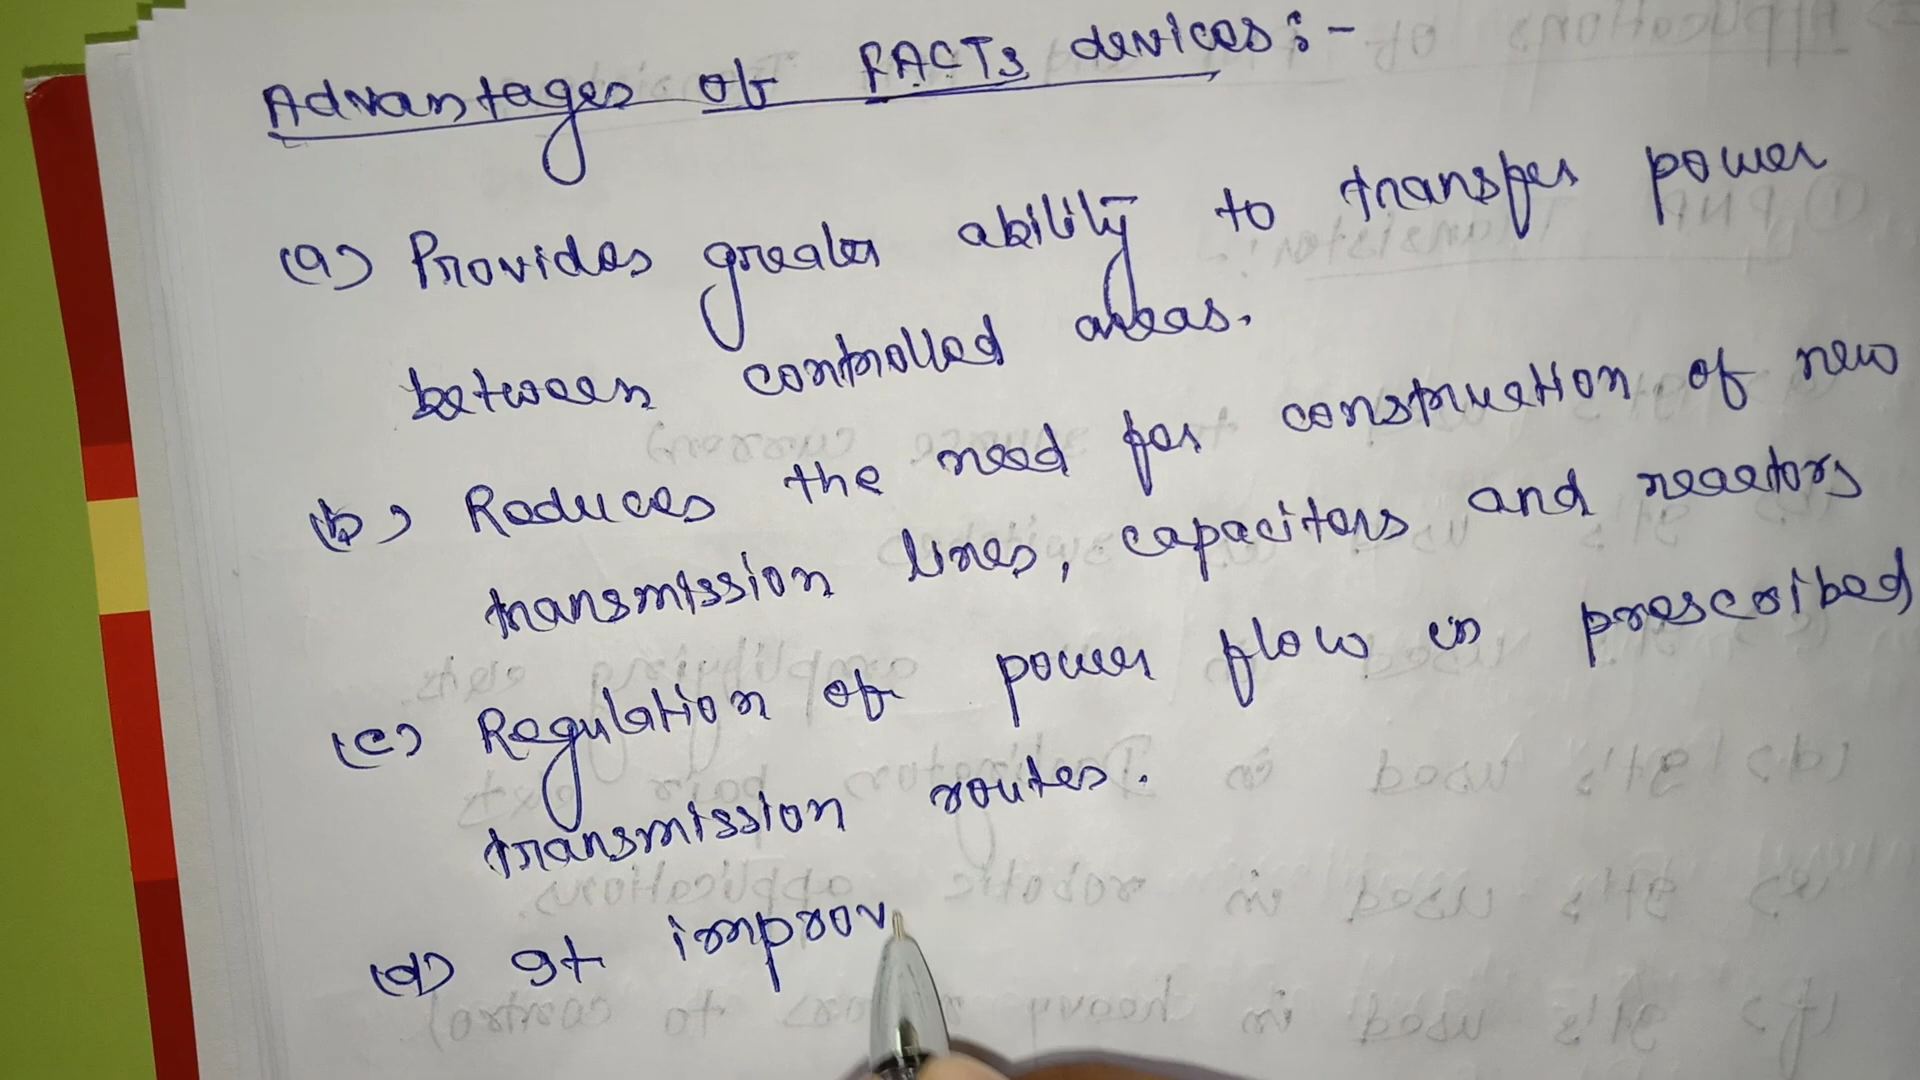 Advantages of FACTs devices :-
(a) Provides greater ability to transfer power
between controlled areas.
(b) Reduces the need for construction of new
transmission lines, capacitors and reactors
(c) Regulation of power flow in prescribed
transmission routes.
(d) It improv